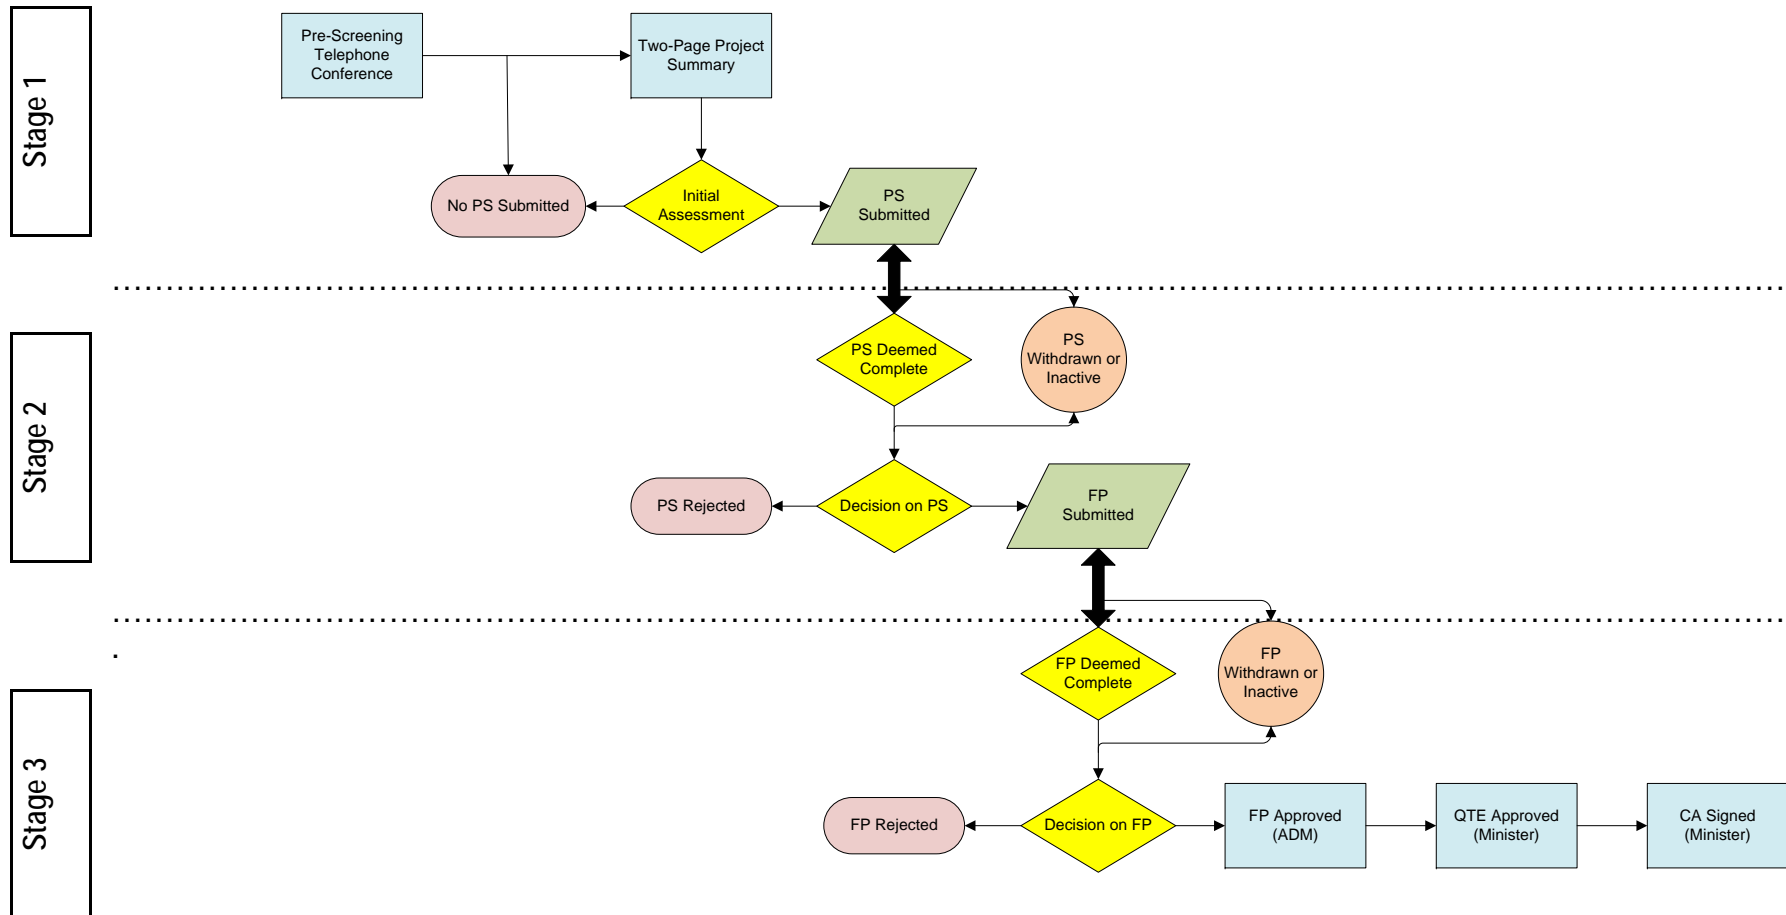 Stage 1
Pre-Screening
Telephone
Conference
Two-Page Project
Summary
No PS Submitted
Initial
Assessment
PS
Submitted
Stage 2
PS Deemed
Complete
PS
Withdrawn or
Inactive
PS Rejected
Decision on PS
FP
Submitted
Stage 3
FP Deemed
Complete
FP
Withdrawn or
Inactive
FP Rejected
Decision on FP
FP Approved
(ADM)
QTE Approved
(Minister)
CA Signed
(Minister)